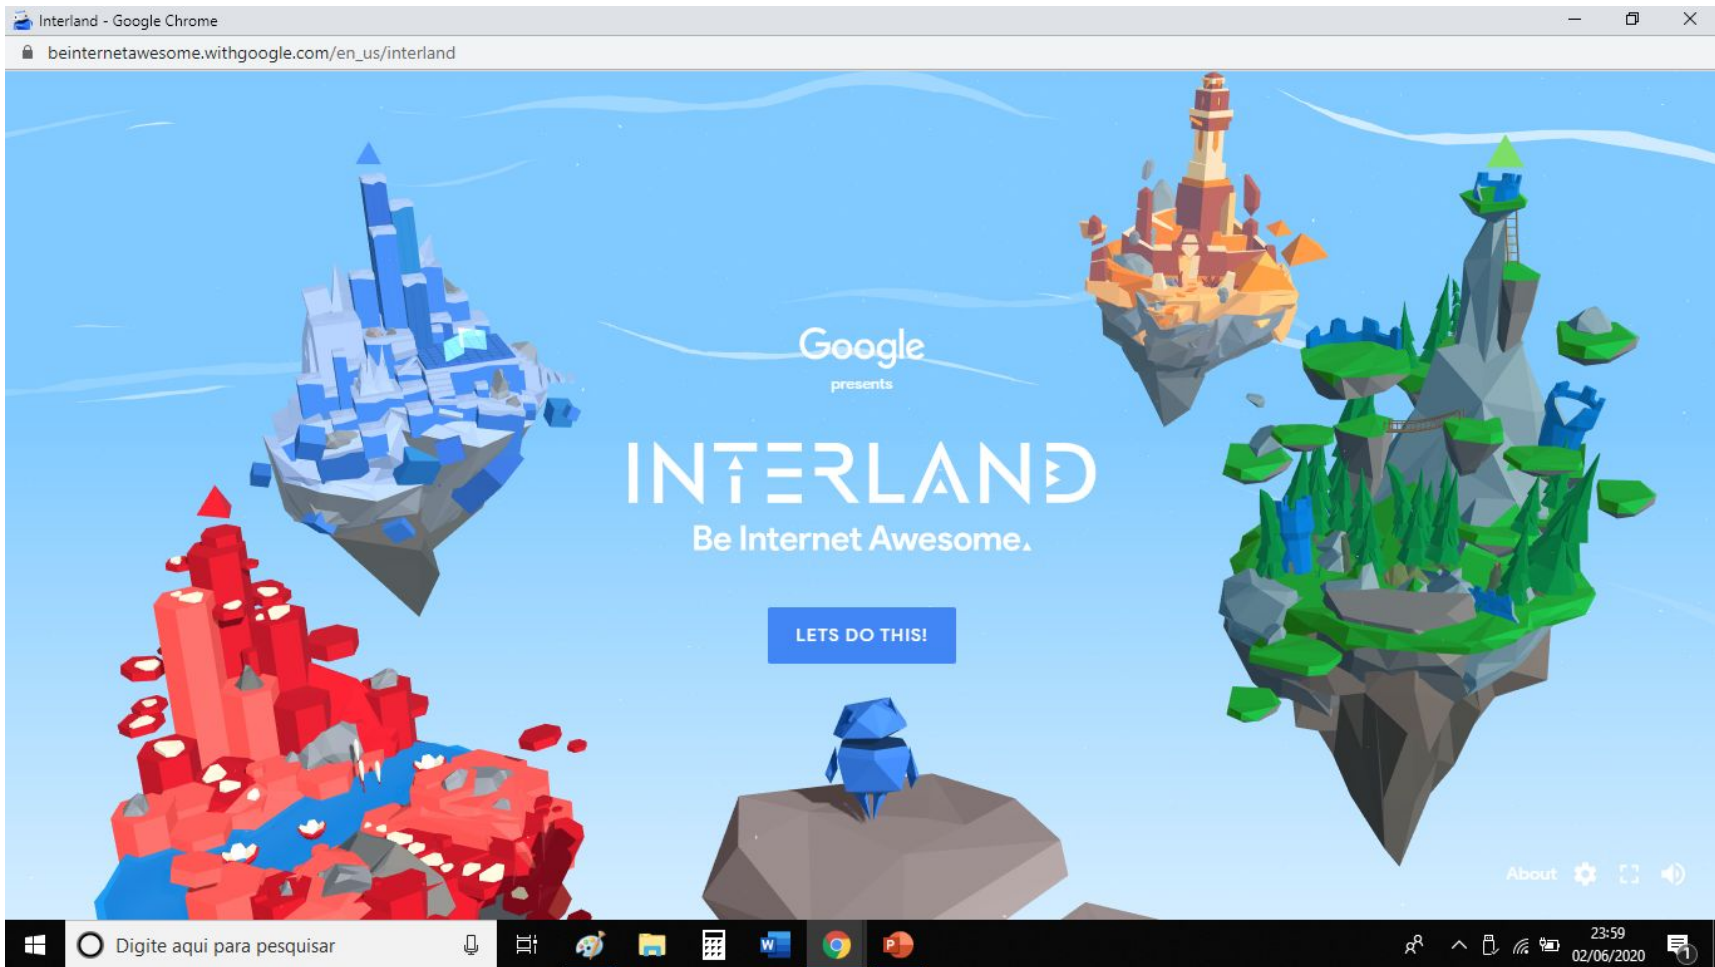 Interland - Google Chrome
beinternetawesome.withgoogle.com/en_us/interland
Google
presents
INTERLAND
Be Internet Awesome.
LETS DO THIS!
About
Digite aqui para pesquisar
23:59
02/06/2020
1